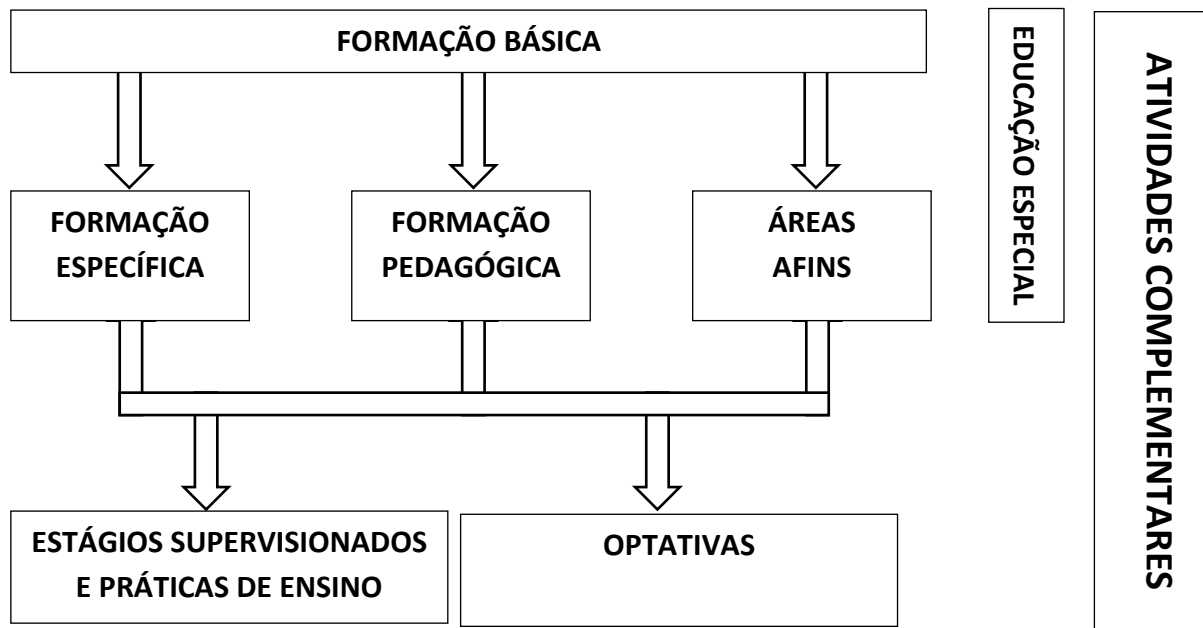 FORMAÇÃO BÁSICA
FORMAÇÃO
ESPECÍFICA
FORMAÇÃO
PEDAGÓGICA
ÁREAS
AFINS
ESTÁGIOS SUPERVISIONADOS
E PRÁTICAS DE ENSINO
OPTATIVAS
EDUCAÇÃO ESPECIAL
ATIVIDADES COMPLEMENTARES